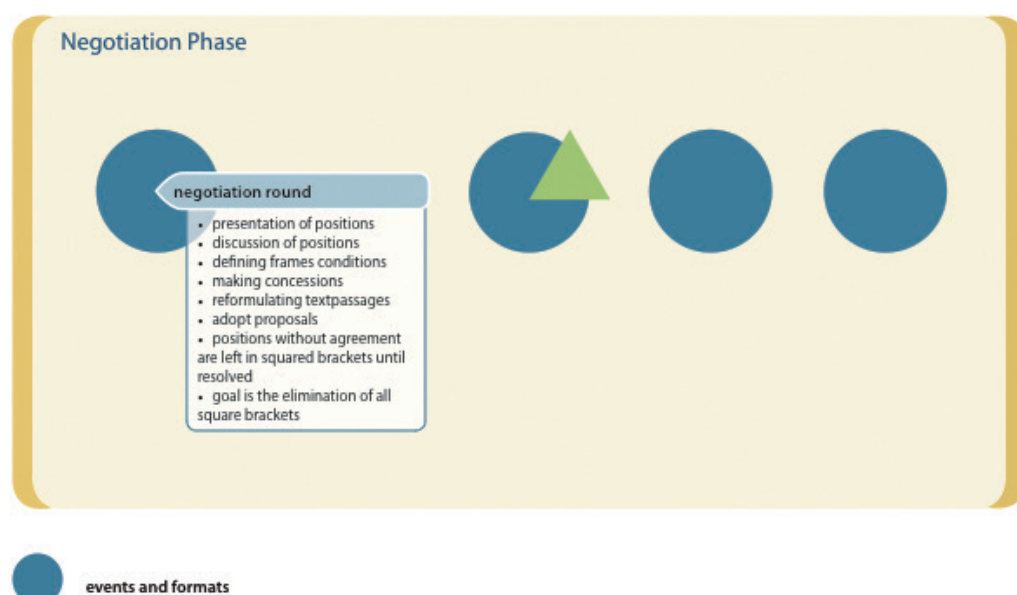 Negotiation Phase
negotiation round
• presentation of positions
• discussion of positions
• defining frames conditions
• making concessions
• reformulating textpassages
• adopt proposals
• positions without agreement
are left in squared brackets until
resolved
• goal is the elimination of all
square brackets
events and formats